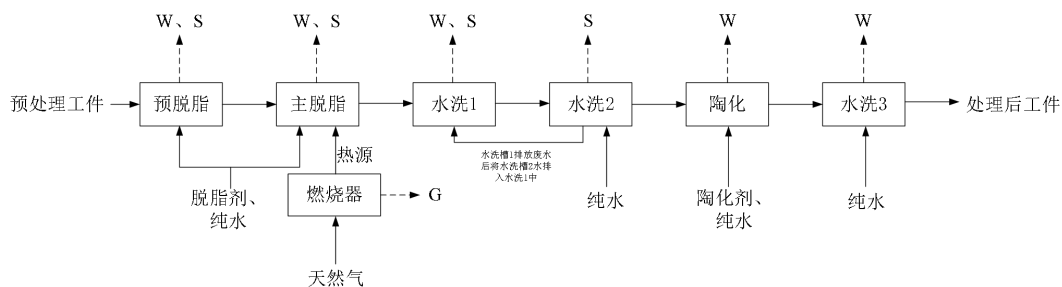 W、S
W、S
W、S
S
W
W
预处理工件
预脱脂
主脱脂
水洗1
水洗2
陶化
水洗3
处理后工件
水洗槽1排放废水
后将水洗槽2水排
入水洗1中
热源
脱脂剂、
纯水
燃烧器
G
纯水
陶化剂、
纯水
纯水
天然气